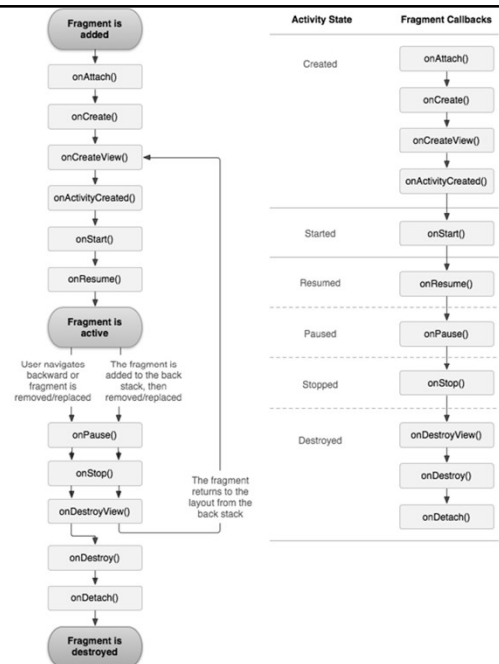 Fragment is
added
onAttach()
onCreate()
onCreateView()
onActivityCreated()
onStart()
onResume()
Fragment is
active
User navigates
backward or
fragment is
removed/replaced
The fragment is
added to the back
stack, then
removed/replaced
onPause()
onStop()
onDestroyView()
The fragment
returns to the
layout from the
back stack
onDestroy()
onDetach()
Fragment is
destroyed
Activity State
Fragment Callbacks
Created
onAttach()
onCreate()
onCreateView()
onActivityCreated()
Started
onStart()
Resumed
onResume()
Paused
onPause()
Stopped
onStop()
Destroyed
onDestroyView()
onDestroy()
onDetach()